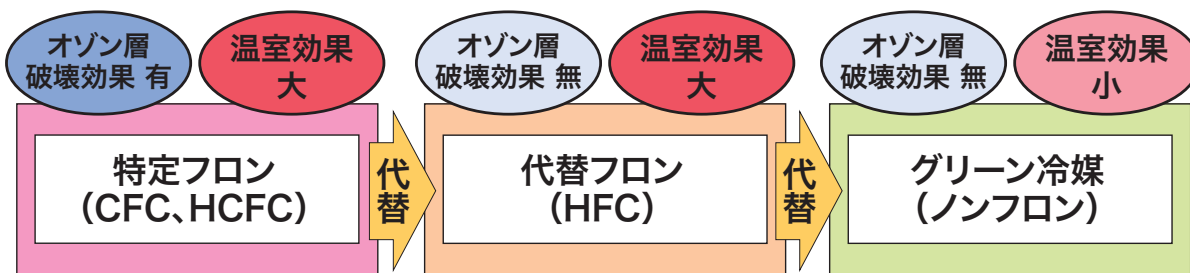 オゾン層
破壊効果 有
温室効果
大
特定フロン
(CFC、HCFC)
代替
オゾン層
破壊効果 無
温室効果
大
代替フロン
(HFC)
代替
オゾン層
破壊効果 無
温室効果
小
グリーン冷媒
(ノンフロン)